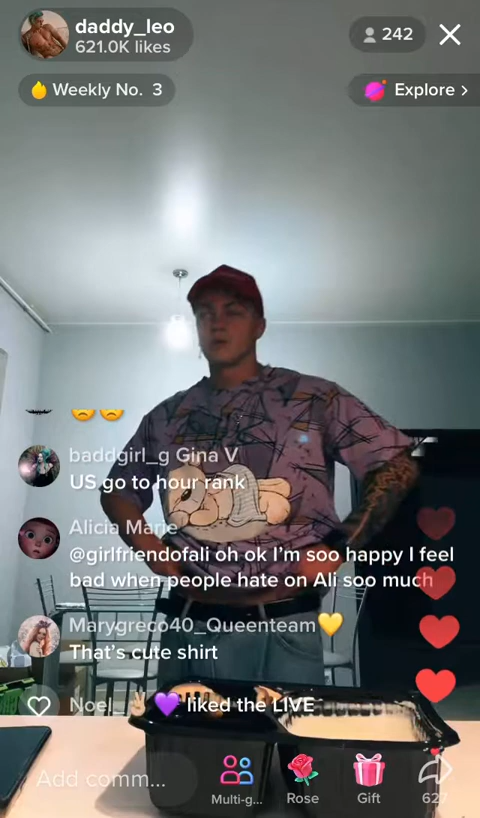 daddy_leo
621.0K likes
242
Weekly No. 3
Explore >
baddgirl_g Gina V
US go to hour rank
Alicia Marie
@girlfriendofali oh ok I'm soo happy I feel
bad when people hate on Ali soo much
Marygreco40_Queenteam💛
That's cute shirt
Noel ✌🏼💜 liked the LIVE
Add comm...
Multi-g...
Rose
Gift
627